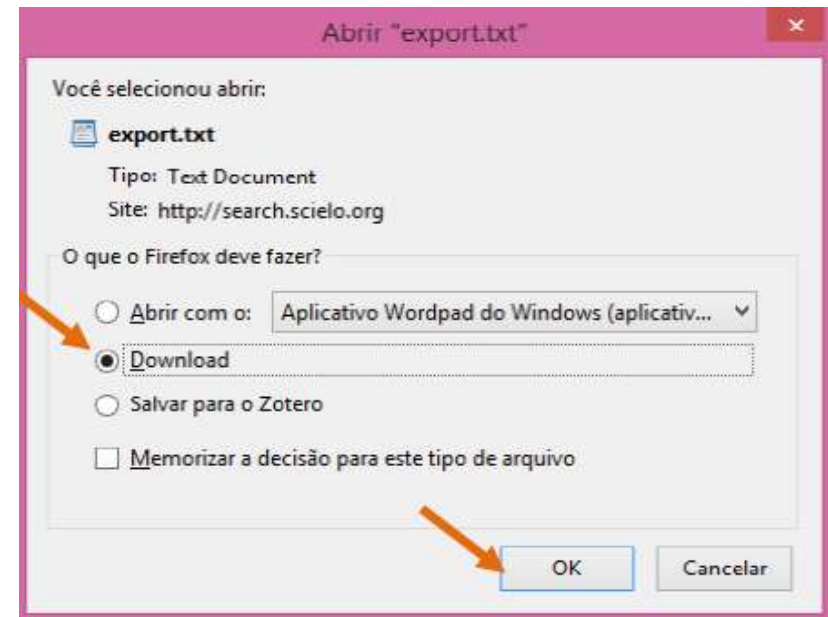 Abrir "export.txt"
Você selecionou abrir:
export.txt
Tipo: Text Document
Site: http://search.scielo.org
O que o Firefox deve fazer?
Abrir com o: Aplicativo Wordpad do Windows (aplicativ...
Download
Salvar para o Zotero
Memorizar a decisão para este tipo de arquivo
OK Cancelar